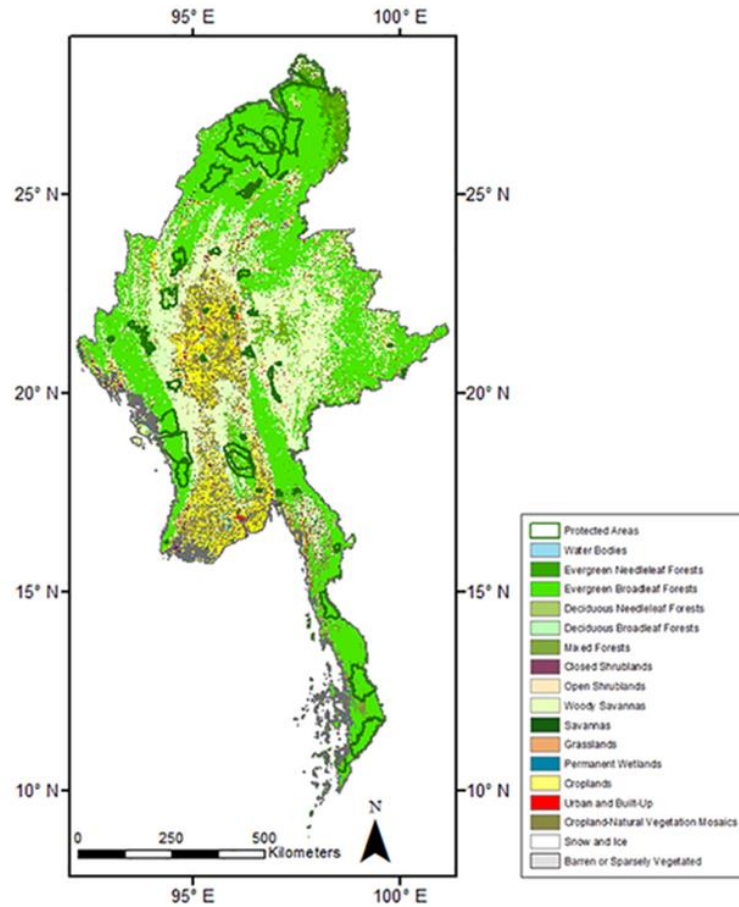 95° E 100° E
25° N 25° N
20° N 20° N
15° N 15° N
10° N 10° N
N
0 250 500
Kilometers
95° E 100° E
Protected Areas
Water Bodies
Evergreen Needleleaf Forests
Evergreen Broadleaf Forests
Deciduous Needleleaf Forests
Deciduous Broadleaf Forests
Mixed Forests
Closed Shrublands
Open Shrublands
Woody Savannas
Savannas
Grasslands
Permanent Wetlands
Croplands
Urban and Built-Up
Cropland-Natural Vegetation Mosaics
Snow and Ice
Barren or Sparsely Vegetated